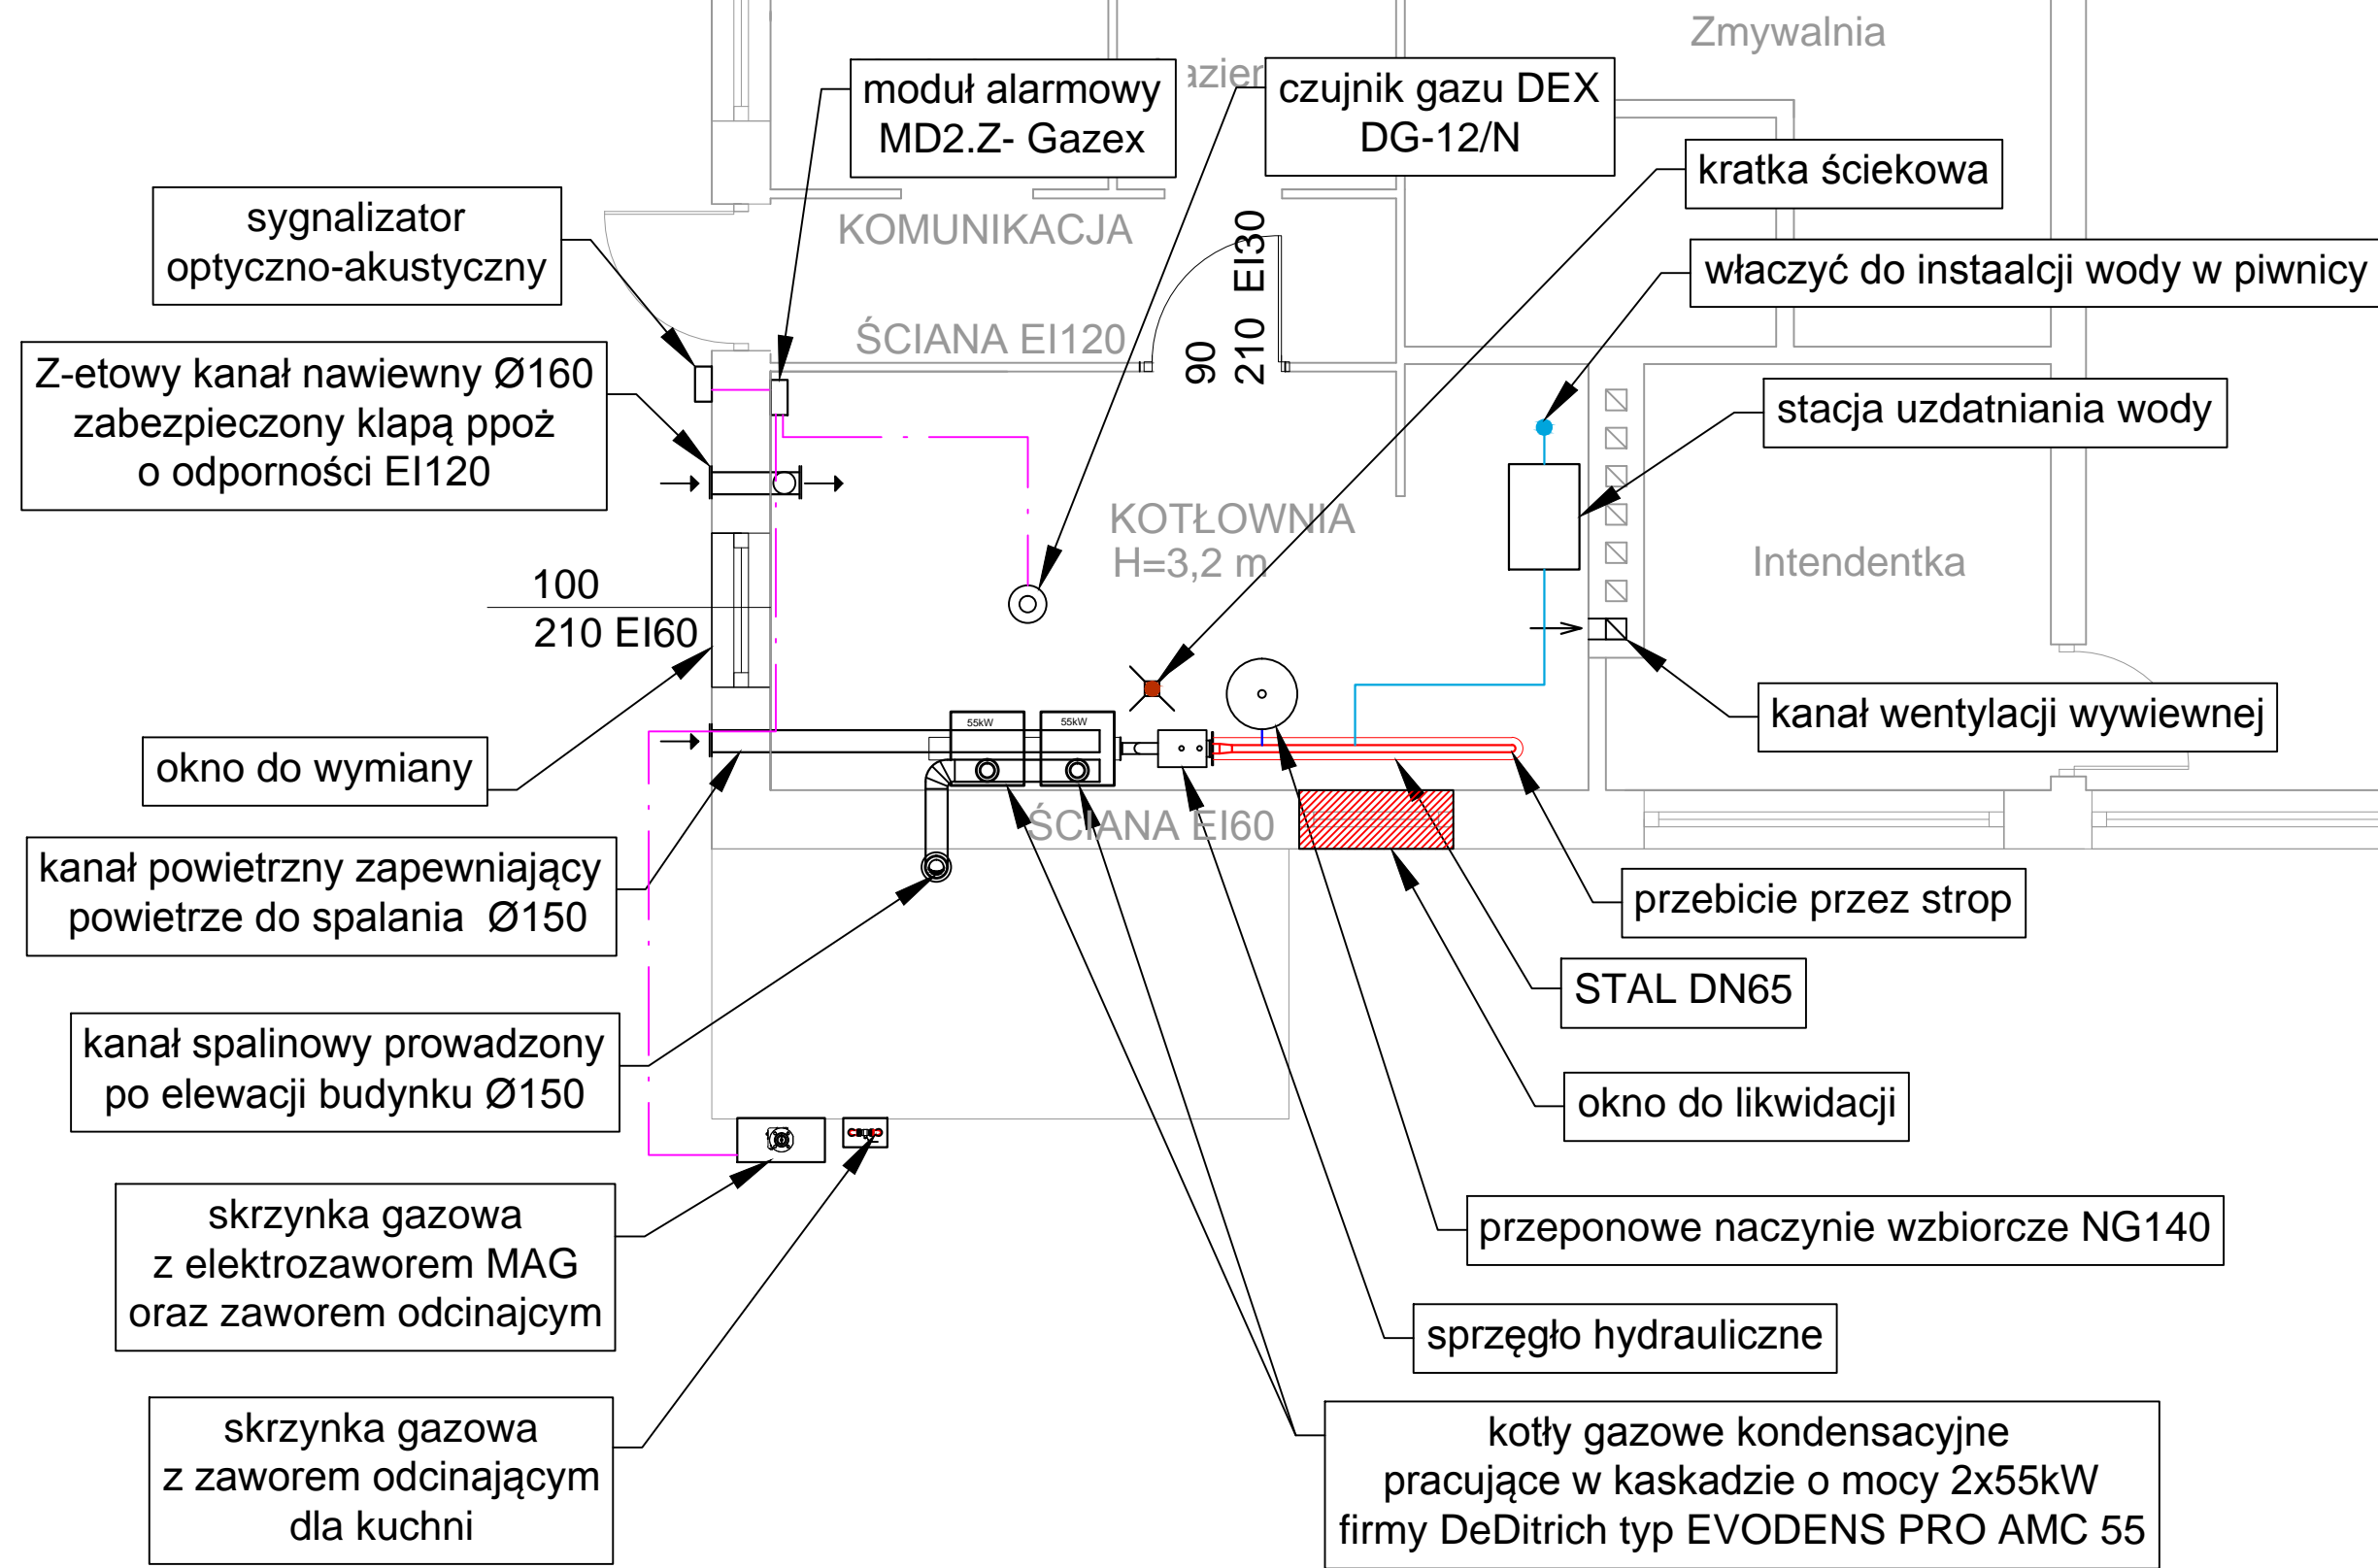 Zmywalnia
moduł alarmowy
MD2.Z- Gazex
czujnik gazu DEX
DG-12/N
kratka ściekowa
sygnalizator
optyczno-akustyczny
KOMUNIKACJA
90
210 EI30
włączyć do instaalcji wody w piwnicy
ŚCIANA EI120
Z-etowy kanał nawiewny Ø160
zabezpieczony klapą ppoż
o odporności EI120
stacja uzdatniania wody
KOTŁOWNIA
H=3,2 m
Intendentka
100
210 EI60
kanał wentylacji wywiewnej
55kW
55kW
okno do wymiany
ŚCIANA EI60
kanał powietrzny zapewniający
powietrze do spalania Ø150
przebicie przez strop
STAL DN65
kanał spalinowy prowadzony
po elewacji budynku Ø150
okno do likwidacji
skrzynka gazowa
z elektrozaworem MAG
oraz zaworem odcinajcym
przeponowe naczynie wzbiorcze NG140
sprzęgło hydrauliczne
skrzynka gazowa
z zaworem odcinającym
dla kuchni
kotły gazowe kondensacyjne
pracujące w kaskadzie o mocy 2x55kW
firmy DeDitrich typ EVODENS PRO AMC 55